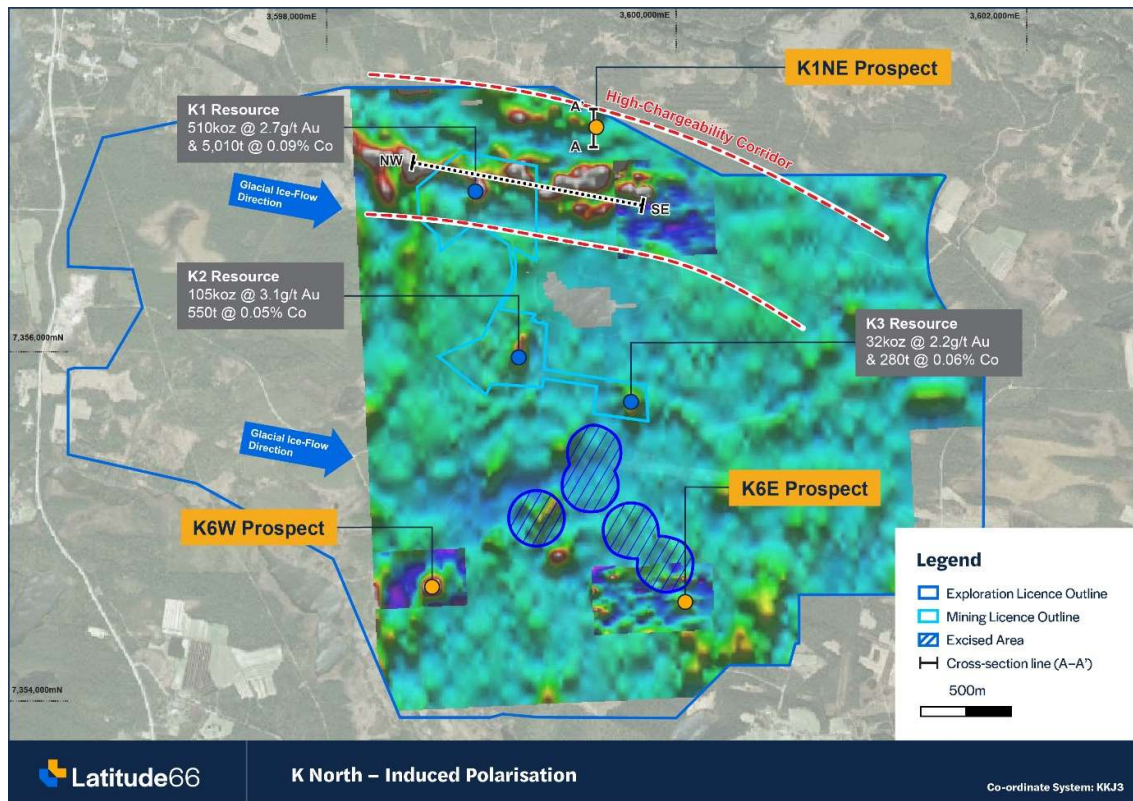 3,598,000mE
3,600,000mE
3,602,000mE
K1NE Prospect
K1 Resource
510koz @ 2.7g/t Au
& 5,010t @ 0.09% Co
High-Chargeability Corridor
A'
A
NW
SE
Glacial Ice-Flow
Direction
K2 Resource
105koz @ 3.1g/t Au
550t @ 0.05% Co
7,356,000mN
K3 Resource
32koz @ 2.2g/t Au
& 280t @ 0.06% Co
Glacial Ice-Flow
Direction
K6E Prospect
K6W Prospect
7,354,000mN
Legend
Exploration Licence Outline
Mining Licence Outline
Excised Area
Cross-section line (A–A’)
500m
Latitude66
K North – Induced Polarisation
Co-ordinate System: KKJ3